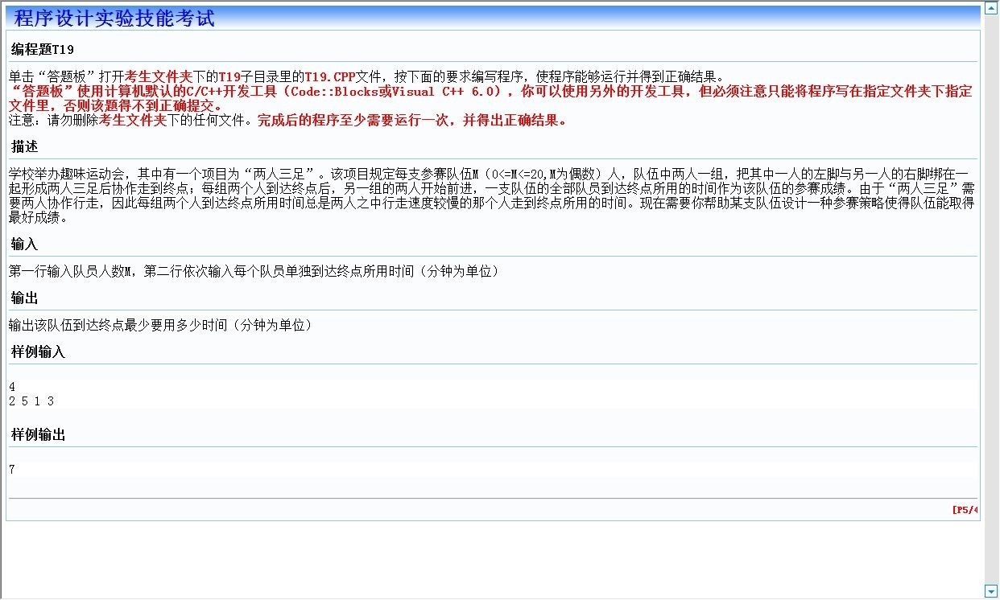 程序设计实验技能考试
编程题T19
单击“答题板”打开考生文件夹下的T19子目录里的T19.CPP文件，按下面的要求编写程序，使程序能够运行并得到正确结果。
“答题板”使用计算机默认的C/C++开发工具（Code::Blocks或Visual C++ 6.0），你可以使用另外的开发工具，但必须注意只能将程序写在指定文件夹下指定
文件里，否则该题得不到正确提交。
注意：请勿删除考生文件夹下的任何文件。完成后的程序至少需要运行一次，并得出正确结果。
描述
学校举办趣味运动会，其中有一个项目为“两人三足”。该项目规定每支参赛队伍M（0<=M<=20,M为偶数）人，队伍中两人一组，把其中一人的左脚与另一人的右脚绑在一
起形成两人三足后协作走到终点；每组两个人到达终点后，另一组的两人开始前进，一支队伍的全部队员到达终点所用的时间作为该队伍的参赛成绩。由于“两人三足”需
要两人协作行走，因此每组两个人到达终点所用时间总是两人之中行走速度较慢的那个人走到终点所用的时间。现在需要你帮助某支队伍设计一种参赛策略使得队伍能取得
最好成绩。
输入
第一行输入队员人数M，第二行依次输入每个队员单独到达终点所用时间（分钟为单位）
输出
输出该队伍到达终点最少要用多少时间（分钟为单位）
样例输入
4
2 5 1 3
样例输出
7
[P5/4